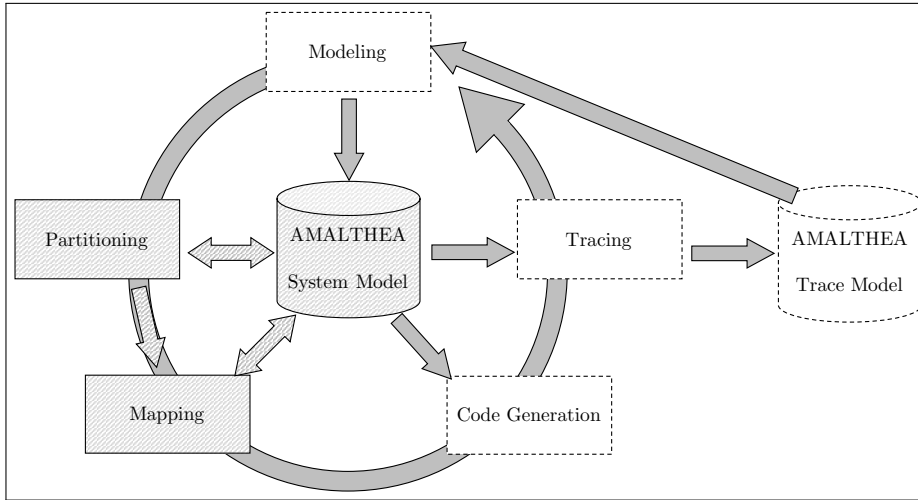 Modeling
Partitioning
AMALTHEA
System Model
Tracing
AMALTHEA
Trace Model
Mapping
Code Generation